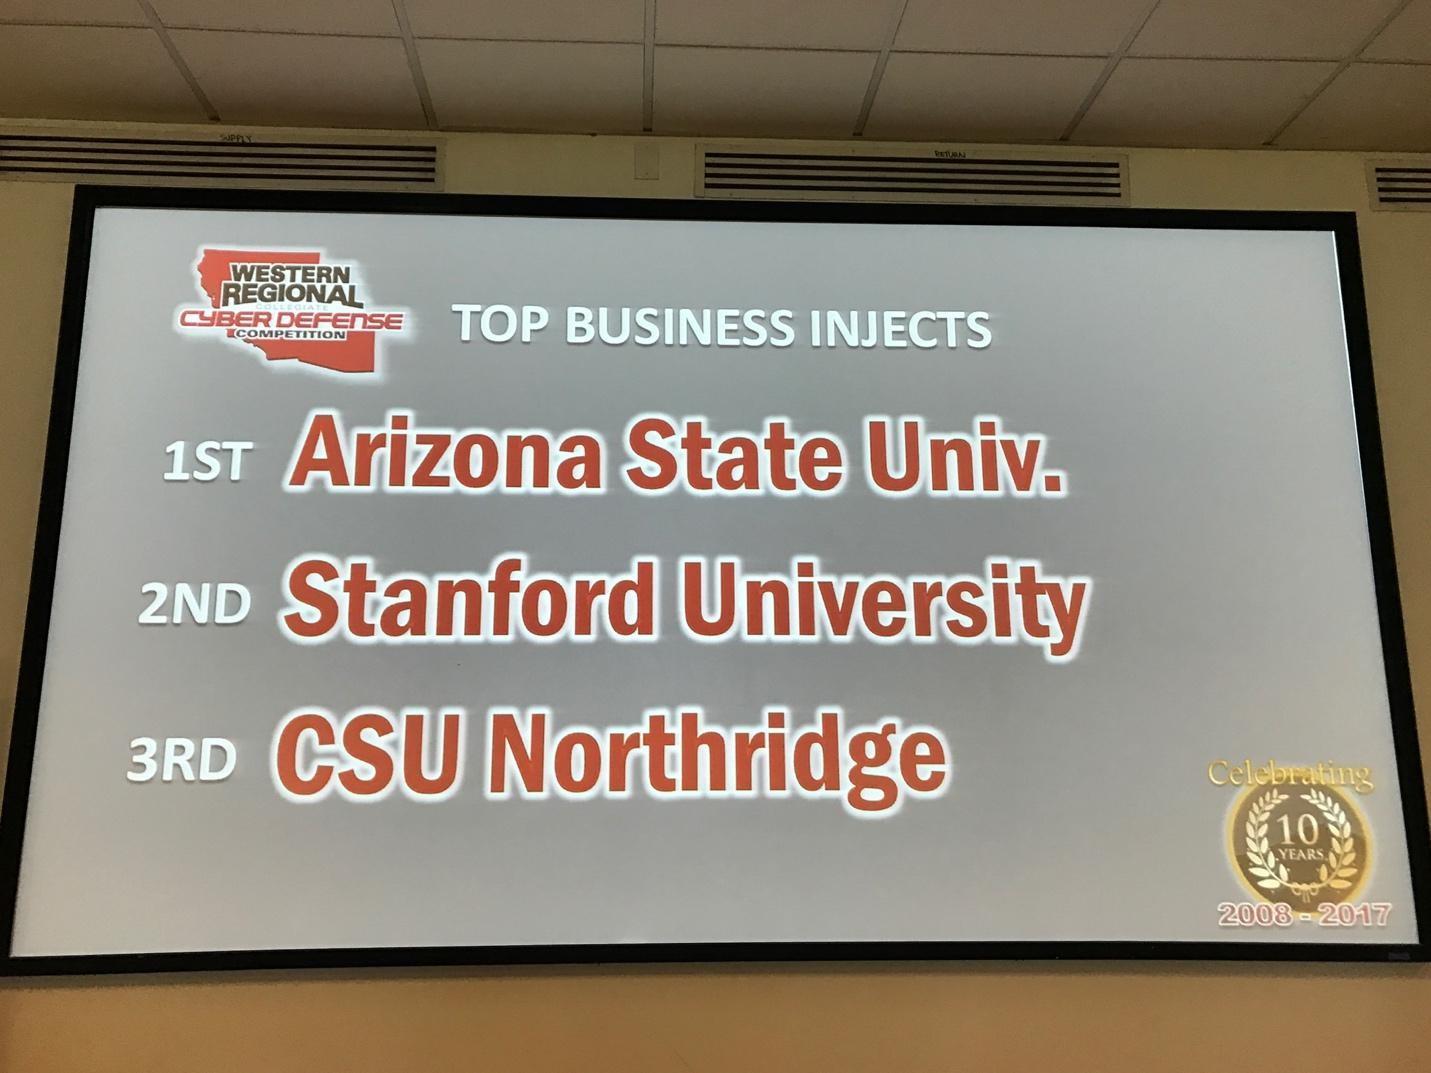 SUPPLY
RETURN
WESTERN
REGIONAL
COLLEGIATE
CYBER DEFENSE
COMPETITION
TOP BUSINESS INJECTS
1ST Arizona State Univ.
2ND Stanford University
3RD CSU Northridge
Celebrating
10
YEARS
2008 - 2017